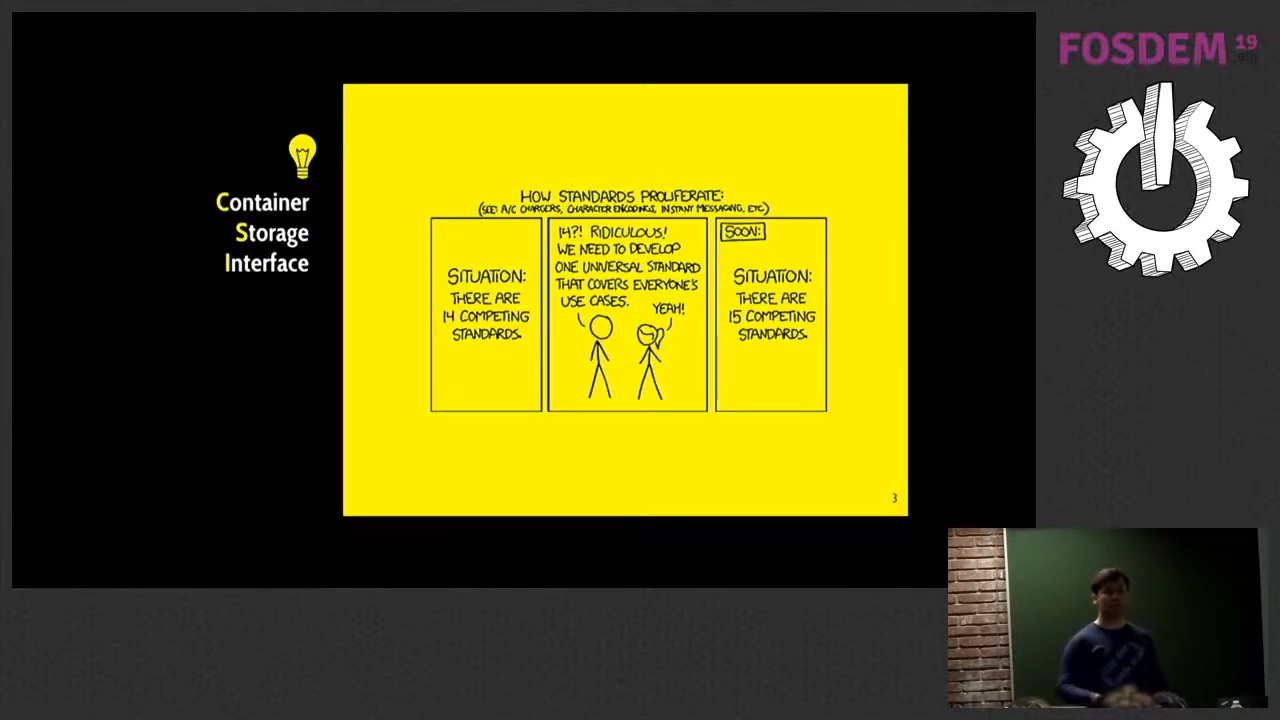 FOSDEM 19
.org
Container
Storage
Interface
HOW STANDARDS PROLIFERATE:
(SEE: A/C CHARGERS, CHARACTER ENCODINGS, INSTANT MESSAGING, ETC.)
SITUATION:
THERE ARE
14 COMPETING
STANDARDS.
14?! RIDICULOUS!
WE NEED TO DEVELOP
ONE UNIVERSAL STANDARD
THAT COVERS EVERYONE'S
USE CASES.
YEAH!
SOON:
SITUATION:
THERE ARE
15 COMPETING
STANDARDS.
3